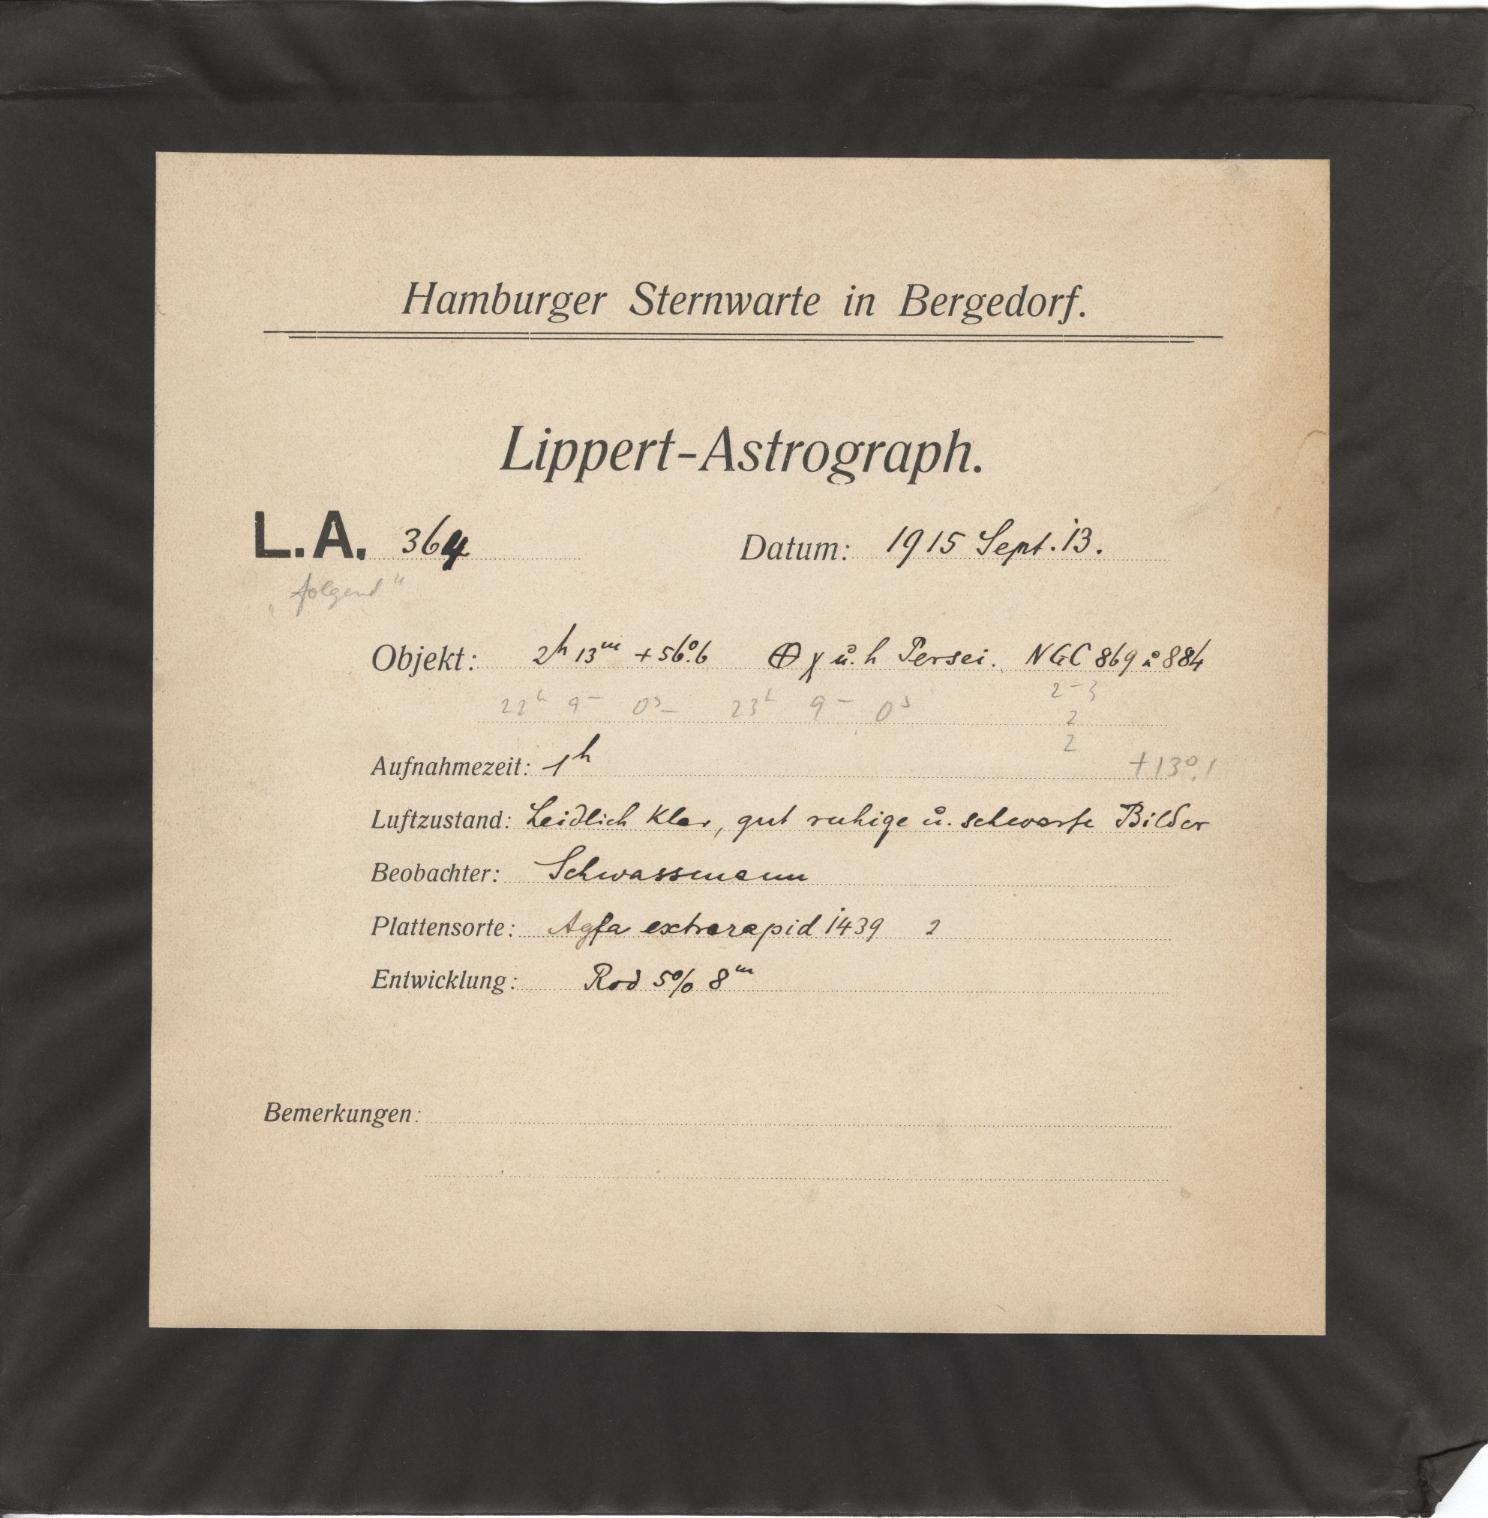 Hamburger Sternwarte in Bergedorf.
Lippert-Astrograph.
L.A. 364 Datum: 1915 Sept. 13.
"folgend"
Objekt: 2ʰ 13ᵐ +56°.6 ⊕ χ u. h Persei. NGC 869 u 884
22ʰ 9ᵐ 0ˢ – 23ʰ 9ᵐ 0ˢ 2-3
2
2
Aufnahmezeit: 1ʰ +13°.1
Luftzustand: Leidlich klar, gut ruhige u. scharfe Bilder
Beobachter: Schwassmann
Plattensorte: Agfa extrarapid 1439 2
Entwicklung: Rod 5% 8ᵐ
Bemerkungen: